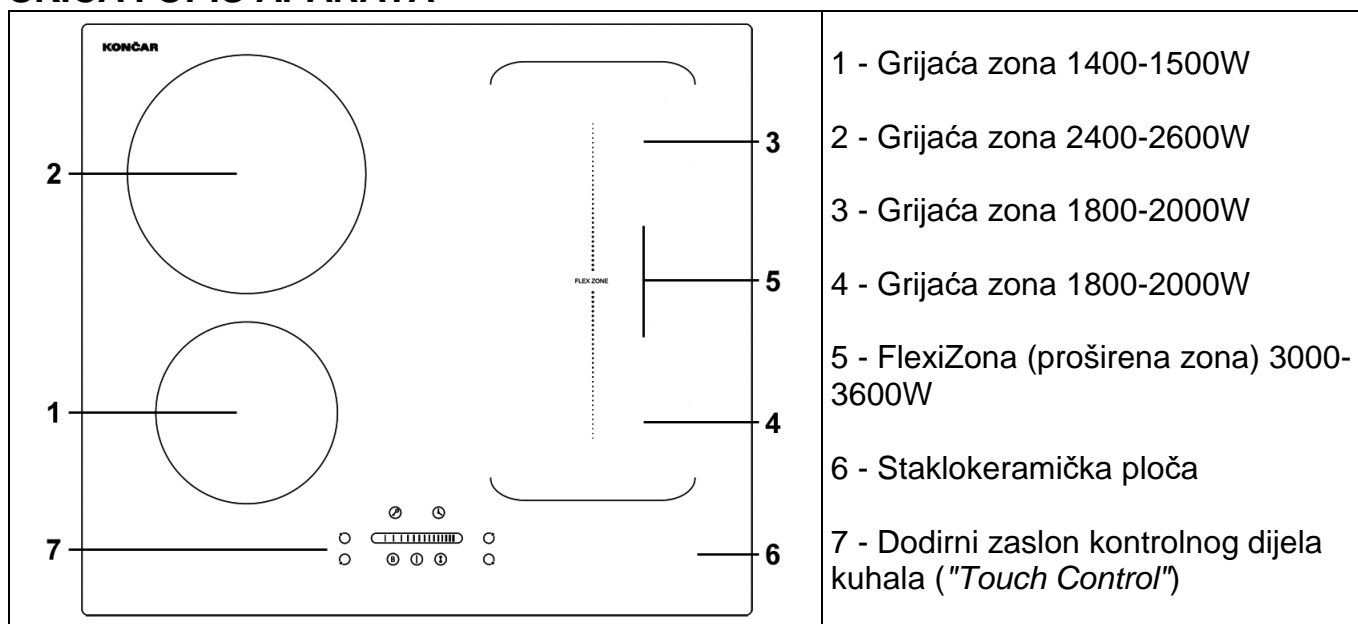 KONČAR
2
3
FLEX ZONE
5
1
4
7
6
1 - Grijaća zona 1400-1500W
2 - Grijaća zona 2400-2600W
3 - Grijaća zona 1800-2000W
4 - Grijaća zona 1800-2000W
5 - FlexiZona (proširena zona) 3000-
3600W
6 - Staklokeramička ploča
7 - Dodirni zaslon kontrolnog dijela
kuhala ("Touch Control")